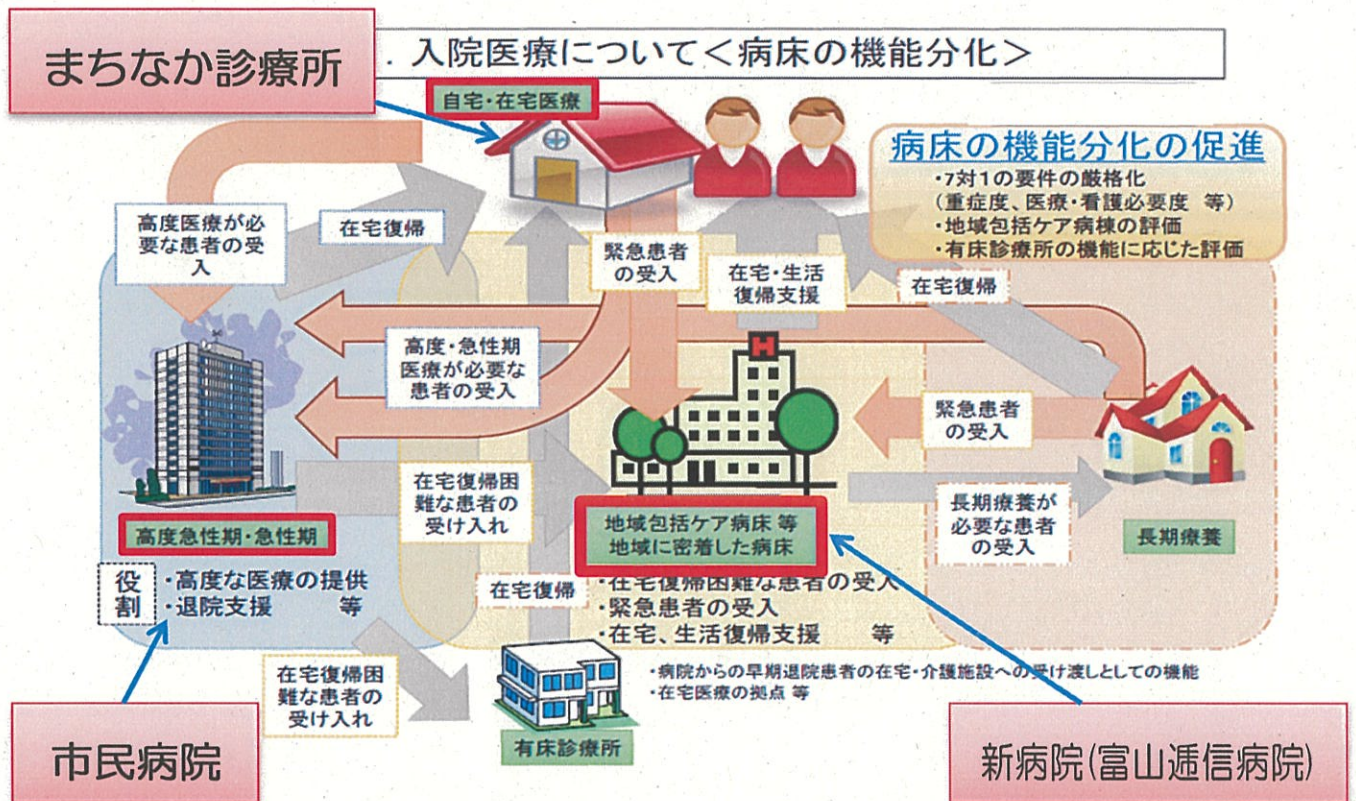 まちなか診療所
. 入院医療について＜病床の機能分化＞
自宅・在宅医療
病床の機能分化の促進
・7対1の要件の厳格化
（重症度、医療・看護必要度 等）
・地域包括ケア病棟の評価
・有床診療所の機能に応じた評価
高度医療が必
要な患者の受
入
在宅復帰
緊急患者
の受入
在宅・生活
復帰支援
在宅復帰
高度・急性期
医療が必要な
患者の受入
H
緊急患者
の受入
在宅復帰困
難な患者の
受け入れ
長期療養が
必要な患者
の受入
高度急性期・急性期
地域包括ケア病床 等
地域に密着した病床
長期療養
役割
・高度な医療の提供
・退院支援 等
在宅復帰
・在宅復帰困難な患者の受入
・緊急患者の受入
・在宅、生活復帰支援 等
在宅復帰困
難な患者の
受け入れ
・病院からの早期退院患者の在宅・介護施設への受け渡しとしての機能
・在宅医療の拠点 等
有床診療所
市民病院
新病院(富山逓信病院)